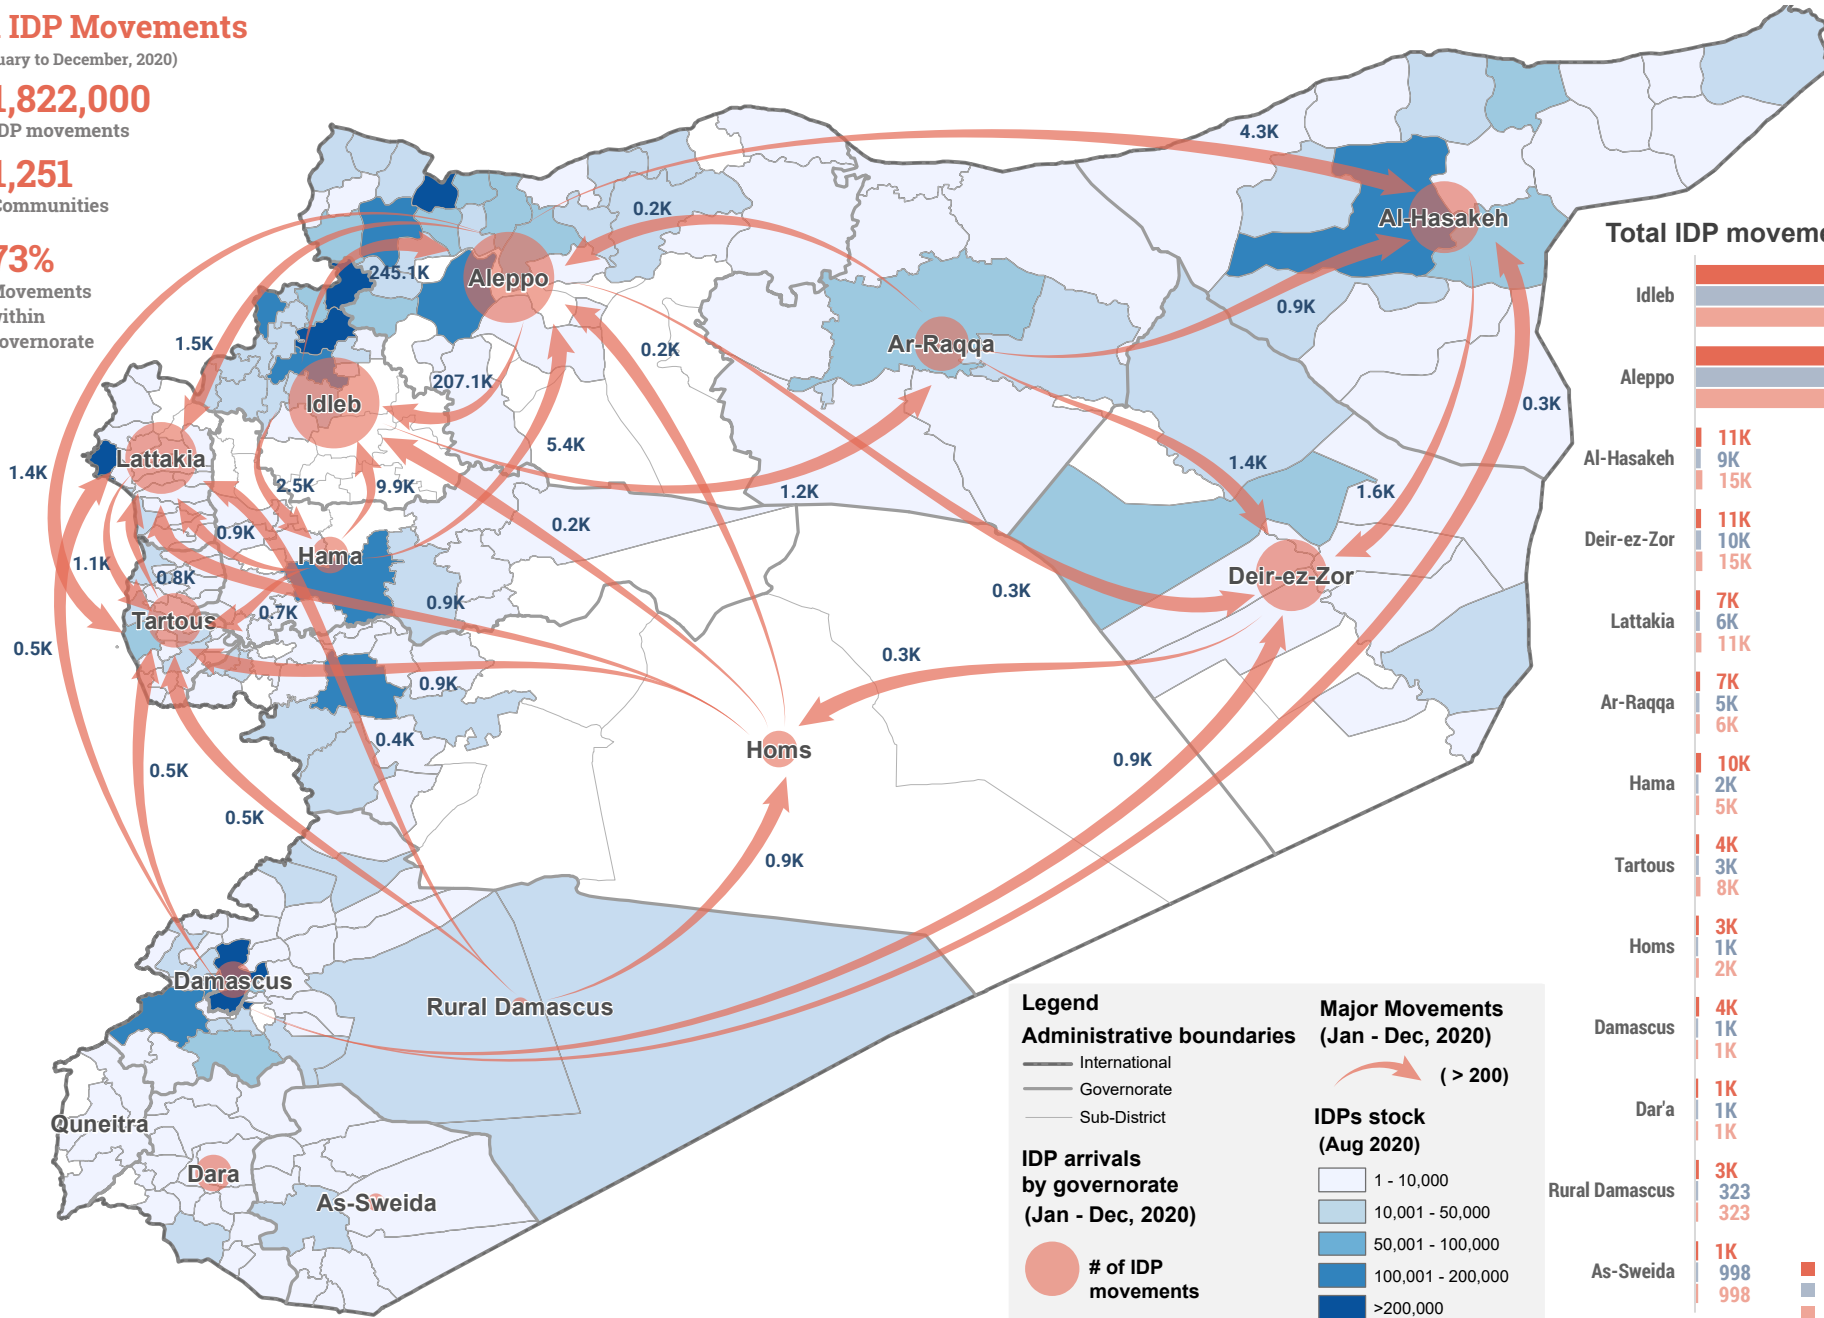 IDP Movements
uary to December, 2020)
1,822,000
DP movements
1,251
Communities
73%
Movements
within
overnorate
4.3K
0.2K
Al-Hasakeh
245.1K
Aleppo
0.9K
1.5K
0.2K
Ar-Raqqa
207.1K
Idleb
0.3K
5.4K
Lattakia
1.4K
1.4K
2.5K
9.9K
1.2K
1.6K
0.2K
0.9K
Hama
1.1K
0.8K
Deir-ez-Zor
0.3K
0.9K
0.7K
Tartous
0.5K
0.3K
0.9K
0.4K
Homs
0.9K
0.5K
0.5K
0.9K
Damascus
Rural Damascus
Quneitra
Dara
As-Sweida
Legend
Administrative boundaries
International
Governorate
Sub-District
IDP arrivals
by governorate
(Jan - Dec, 2020)
# of IDP
movements
Major Movements
(Jan - Dec, 2020)
( > 200)
IDPs stock
(Aug 2020)
1 - 10,000
10,001 - 50,000
50,001 - 100,000
100,001 - 200,000
>200,000
Total IDP movem
Idleb
Aleppo
Al-Hasakeh
11K
9K
15K
Deir-ez-Zor
11K
10K
15K
Lattakia
7K
6K
11K
Ar-Raqqa
7K
5K
6K
Hama
10K
2K
5K
Tartous
4K
3K
8K
Homs
3K
1K
2K
Damascus
4K
1K
1K
Dar'a
1K
1K
1K
Rural Damascus
3K
323
323
As-Sweida
1K
998
998